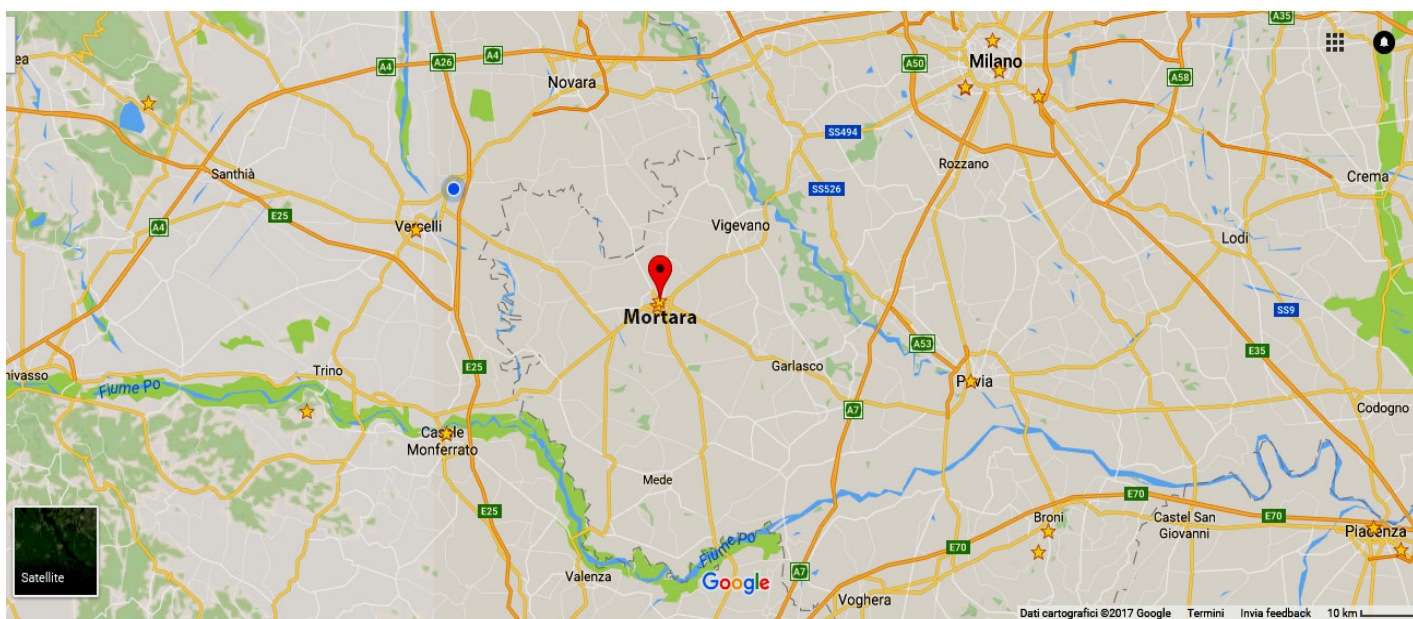 A35
A4
A26
A4
ea
A50
Milano
A58
Novara
SS494
Santhià
Rozzano
Crema
SS526
A4
E25
Vercelli
Vigevano
Lodi
Mortara
SS9
A53
E35
Trino
E25
Garlasco
nivasso
Fiume Po
Pavia
A7
Codogno
Casale
Monferrato
Mede
E70
E25
Broni
Castel San
Giovanni
E70
Piacenza
Fiume Po
E70
Satellite
Valenza
Google
A7
Voghera
Dati cartografici ©2017 Google Termini Invia feedback 10 km